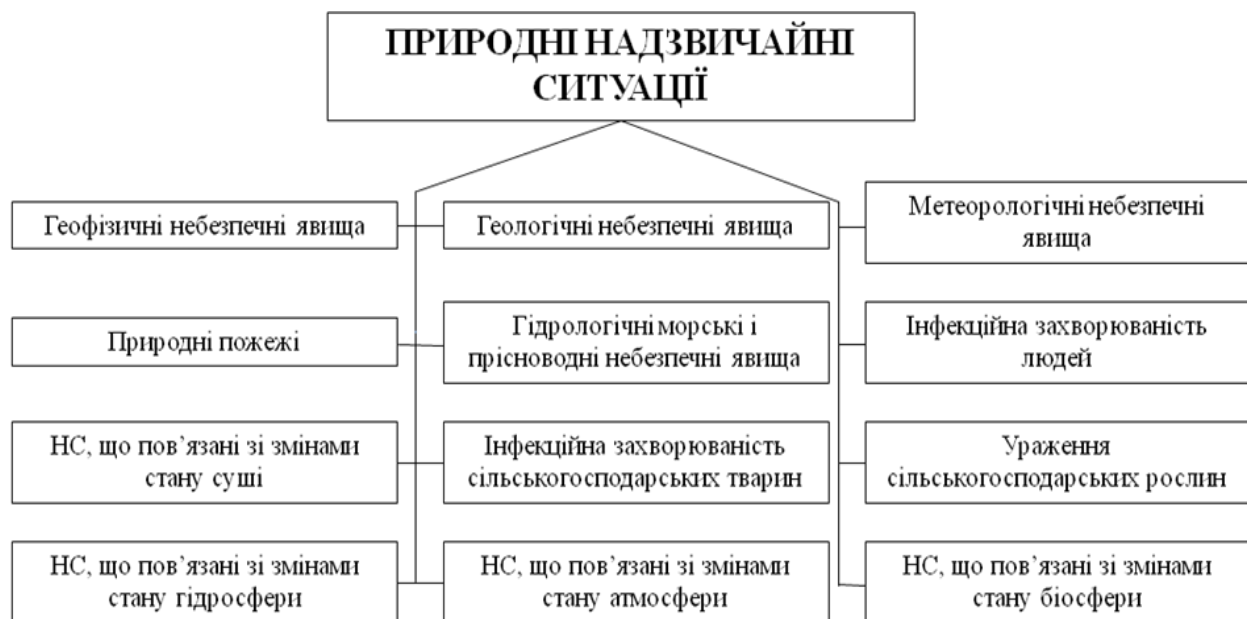 ПРИРОДНІ НАДЗВИЧАЙНІ
СИТУАЦІЇ
Геофізичні небезпечні явища
Геологічні небезпечні явища
Метеорологічні небезпечні
явища
Природні пожежі
Гідрологічні морські і
прісноводні небезпечні явища
Інфекційна захворюваність
людей
НС, що пов’язані зі змінами
стану суші
Інфекційна захворюваність
сільськогосподарських тварин
Ураження
сільськогосподарських рослин
НС, що пов’язані зі змінами
стану гідросфери
НС, що пов’язані зі змінами
стану атмосфери
НС, що пов’язані зі змінами
стану біосфери